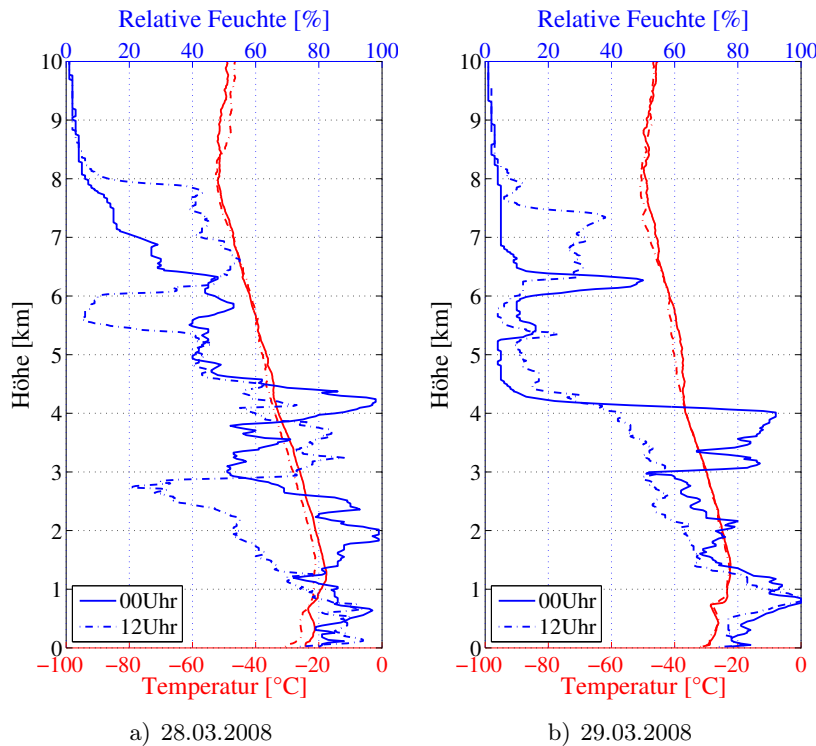 Relative Feuchte [%]
0 20 40 60 80 100
10
9
8
7
6
5
4
3
2
1
0
Höhe [km]
00Uhr
12Uhr
−100 −80 −60 −40 −20 0
Temperatur [°C]
a) 28.03.2008
Relative Feuchte [%]
0 20 40 60 80 100
10
9
8
7
6
5
4
3
2
1
0
Höhe [km]
00Uhr
12Uhr
−100 −80 −60 −40 −20 0
Temperatur [°C]
b) 29.03.2008